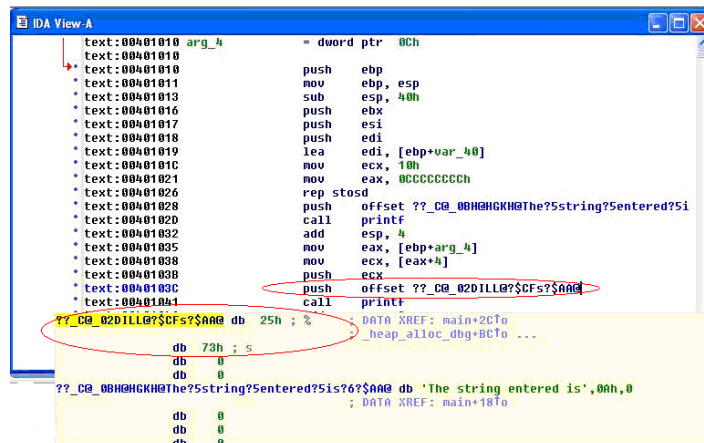 IDA View-A
text:00401010 arg_4 = dword ptr 0Ch
text:00401010
text:00401010 push ebp
text:00401011 mov ebp, esp
text:00401013 sub esp, 40h
text:00401016 push ebx
text:00401017 push esi
text:00401018 push edi
text:00401019 lea edi, [ebp+var_40]
text:0040101C mov ecx, 10h
text:00401021 mov eax, 0CCCCCCCCh
text:00401026 rep stosd
text:00401028 push offset ??_C@_0BH@HGKH@The?5string?5entered?5i
text:0040102D call printf
text:00401032 add esp, 4
text:00401035 mov eax, [ebp+arg_4]
text:00401038 mov ecx, [eax+4]
text:0040103B push ecx
text:0040103C push offset ??_C@_02DILL@?$CFs?$AA@
text:00401041 call printf
??_C@_02DILL@?$CFs?$AA@ db 25h ; % ; DATA XREF: main+2C↑o
; _heap_alloc_dbg+BC↑o ...
db 73h ; s
db 0
db 0
??_C@_0BH@HGKH@The?5string?5entered?5is?6?$AA@ db 'The string entered is',0Ah,0
; DATA XREF: main+18↑o
db 0
db 0
db 0